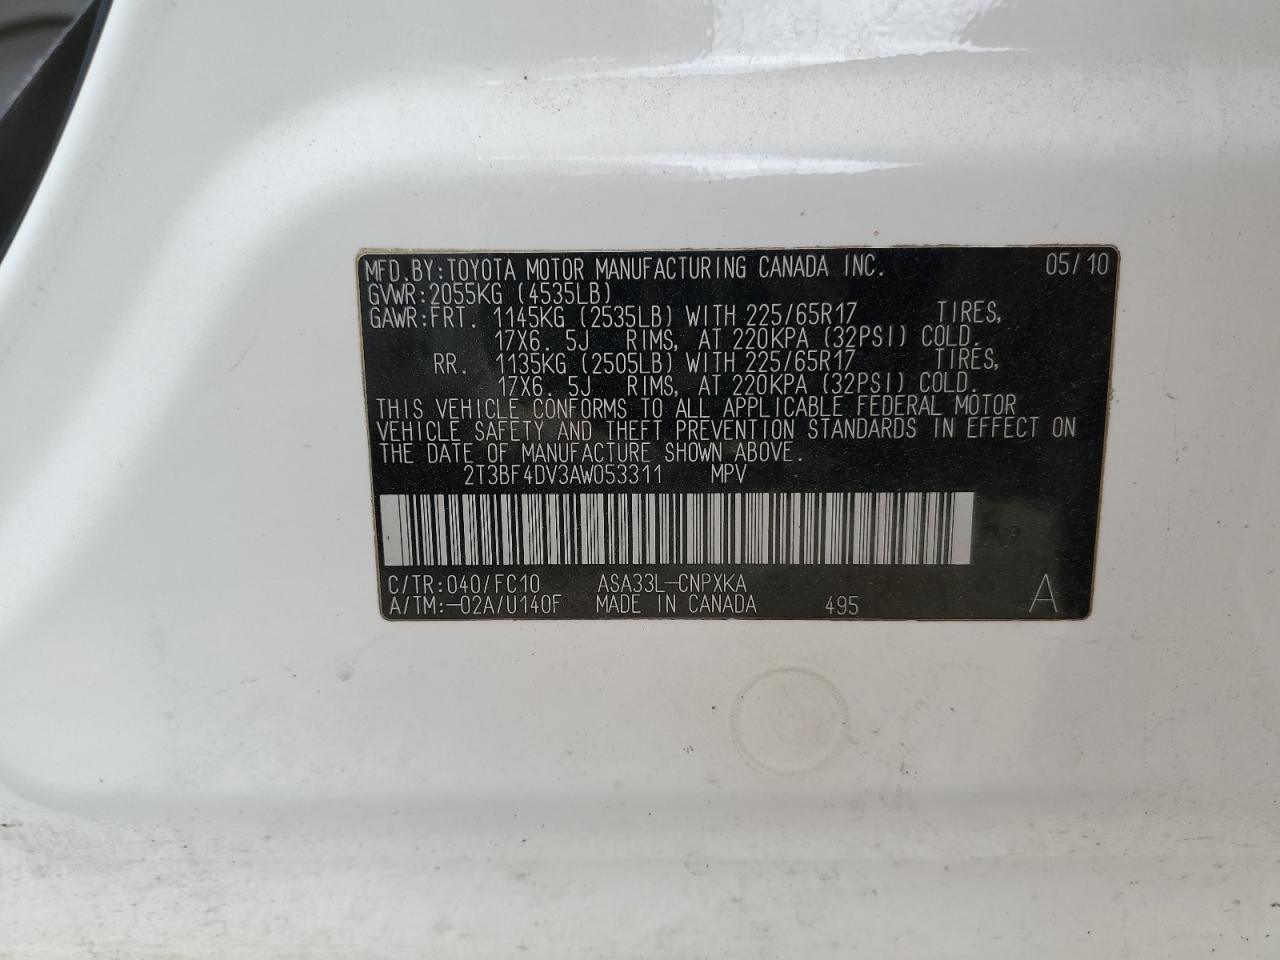 MFD.BY:TOYOTA MOTOR MANUFACTURING CANADA INC. 05/10
GVWR:2055KG (4535LB)
GAWR:FRT. 1145KG (2535LB) WITH 225/65R17 TIRES,
17X6.5J RIMS, AT 220KPA (32PSI) COLD.
RR. 1135KG (2505LB) WITH 225/65R17 TIRES,
17X6.5J RIMS, AT 220KPA (32PSI) COLD.
THIS VEHICLE CONFORMS TO ALL APPLICABLE FEDERAL MOTOR
VEHICLE SAFETY AND THEFT PREVENTION STANDARDS IN EFFECT ON
THE DATE OF MANUFACTURE SHOWN ABOVE.
2T3BF4DV3AW053311 MPV
C/TR:040/FC10 ASA33L-CNPXKA
A/TM:-02A/U140F MADE IN CANADA 495 A